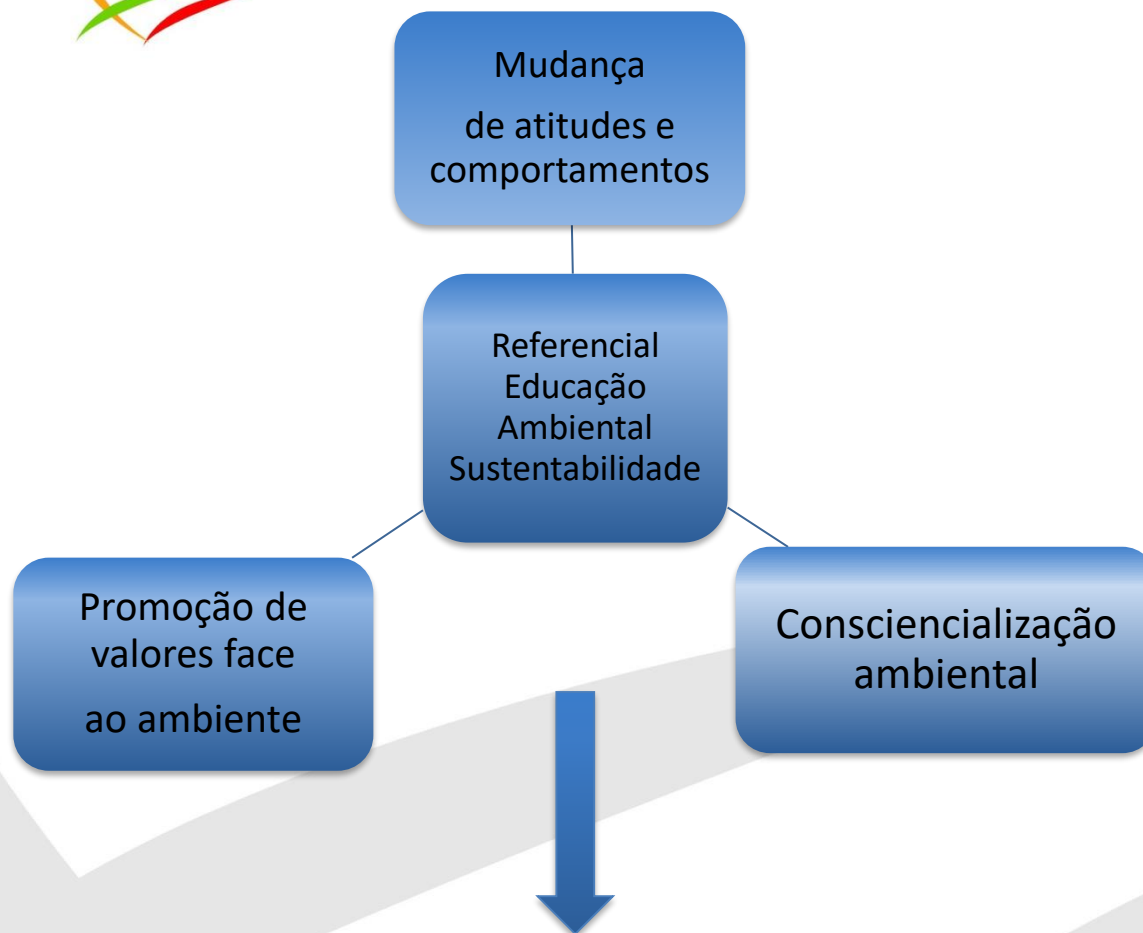 Mudança
de atitudes e
comportamentos
Referencial
Educação
Ambiental
Sustentabilidade
Promoção de
valores face
ao ambiente
Consciencialização
ambiental